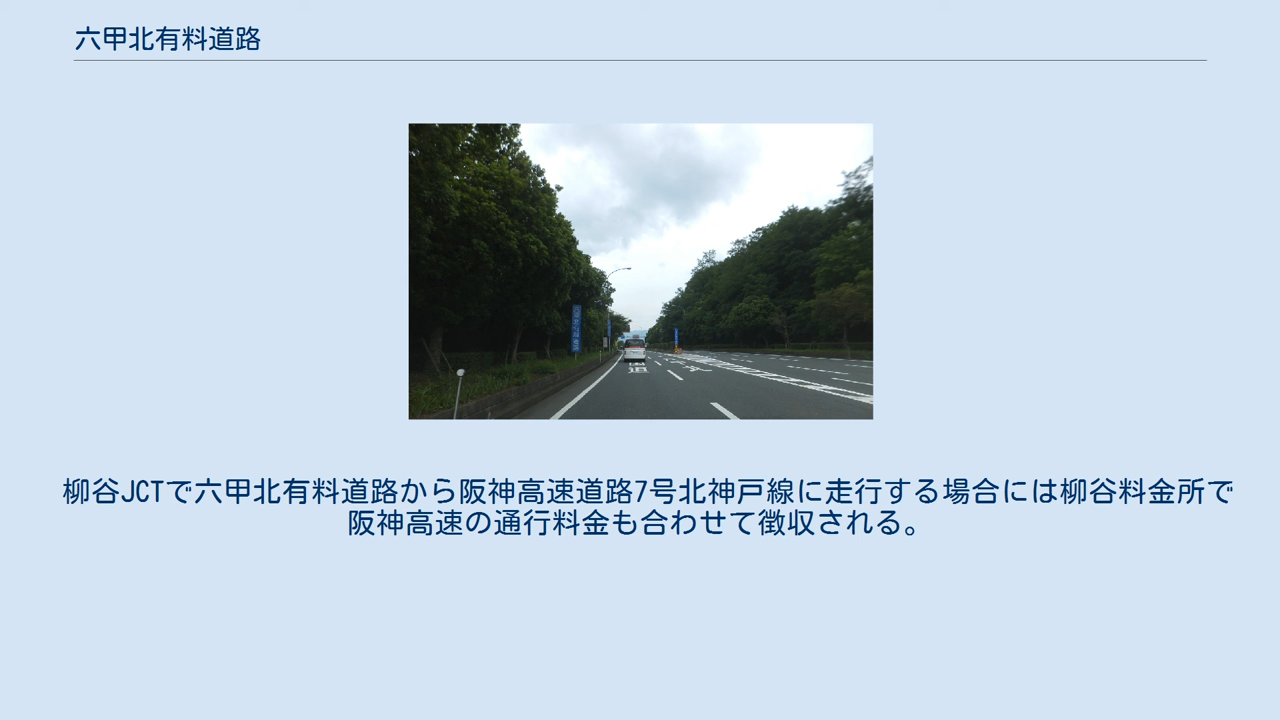 六甲北有料道路
柳谷JCTで六甲北有料道路から阪神高速道路7号北神戸線に走行する場合には柳谷料金所で
阪神高速の通行料金も合わせて徴収される。